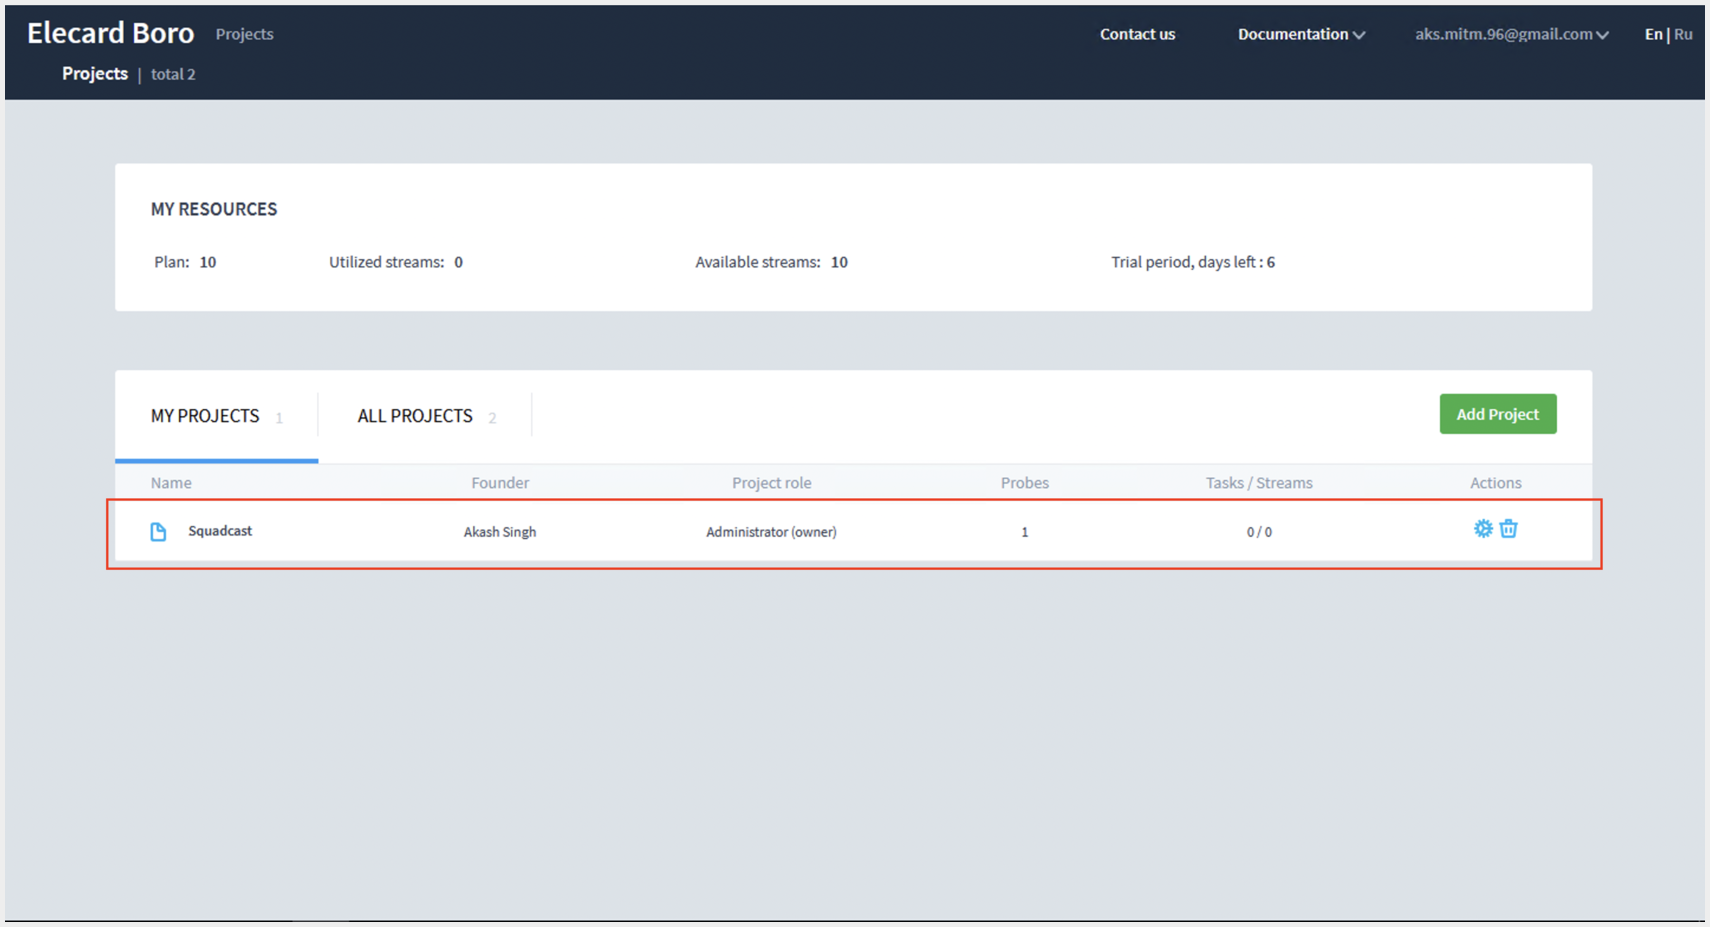 Elecard Boro Projects Contact us Documentation aks.mitm.96@gmail.com En | Ru
Projects | total 2
MY RESOURCES
Plan: 10 Utilized streams: 0 Available streams: 10 Trial period, days left : 6
MY PROJECTS 1 ALL PROJECTS 2 Add Project
Name Founder Project role Probes Tasks / Streams Actions
Squadcast Akash Singh Administrator (owner) 1 0 / 0